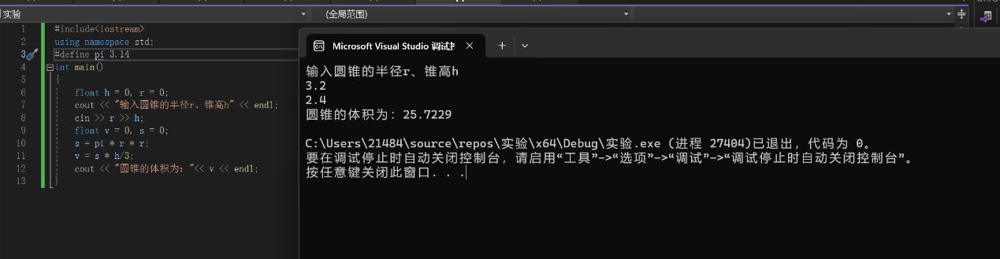 实验
(全局范围)
1 #include<iostream>
2 using namespace std;
3 #define pi 3.14
4 int main()
5 {
6 float h = 0, r = 0;
7 cout << "输入圆锥的半径r、锥高h" << endl;
8 cin >> r >> h;
9 float v = 0, s = 0;
10 s = pi * r * r;
11 v = s * h/3;
12 cout << "圆锥的体积为："<< v << endl;
13 }
Microsoft Visual Studio 调试
输入圆锥的半径r、锥高h
3.2
2.4
圆锥的体积为：25.7229
C:\Users\21484\source\repos\实验\x64\Debug\实验.exe (进程 27404)已退出，代码为 0。
要在调试停止时自动关闭控制台，请启用“工具”->“选项”->“调试”->“调试停止时自动关闭控制台”。
按任意键关闭此窗口. . .